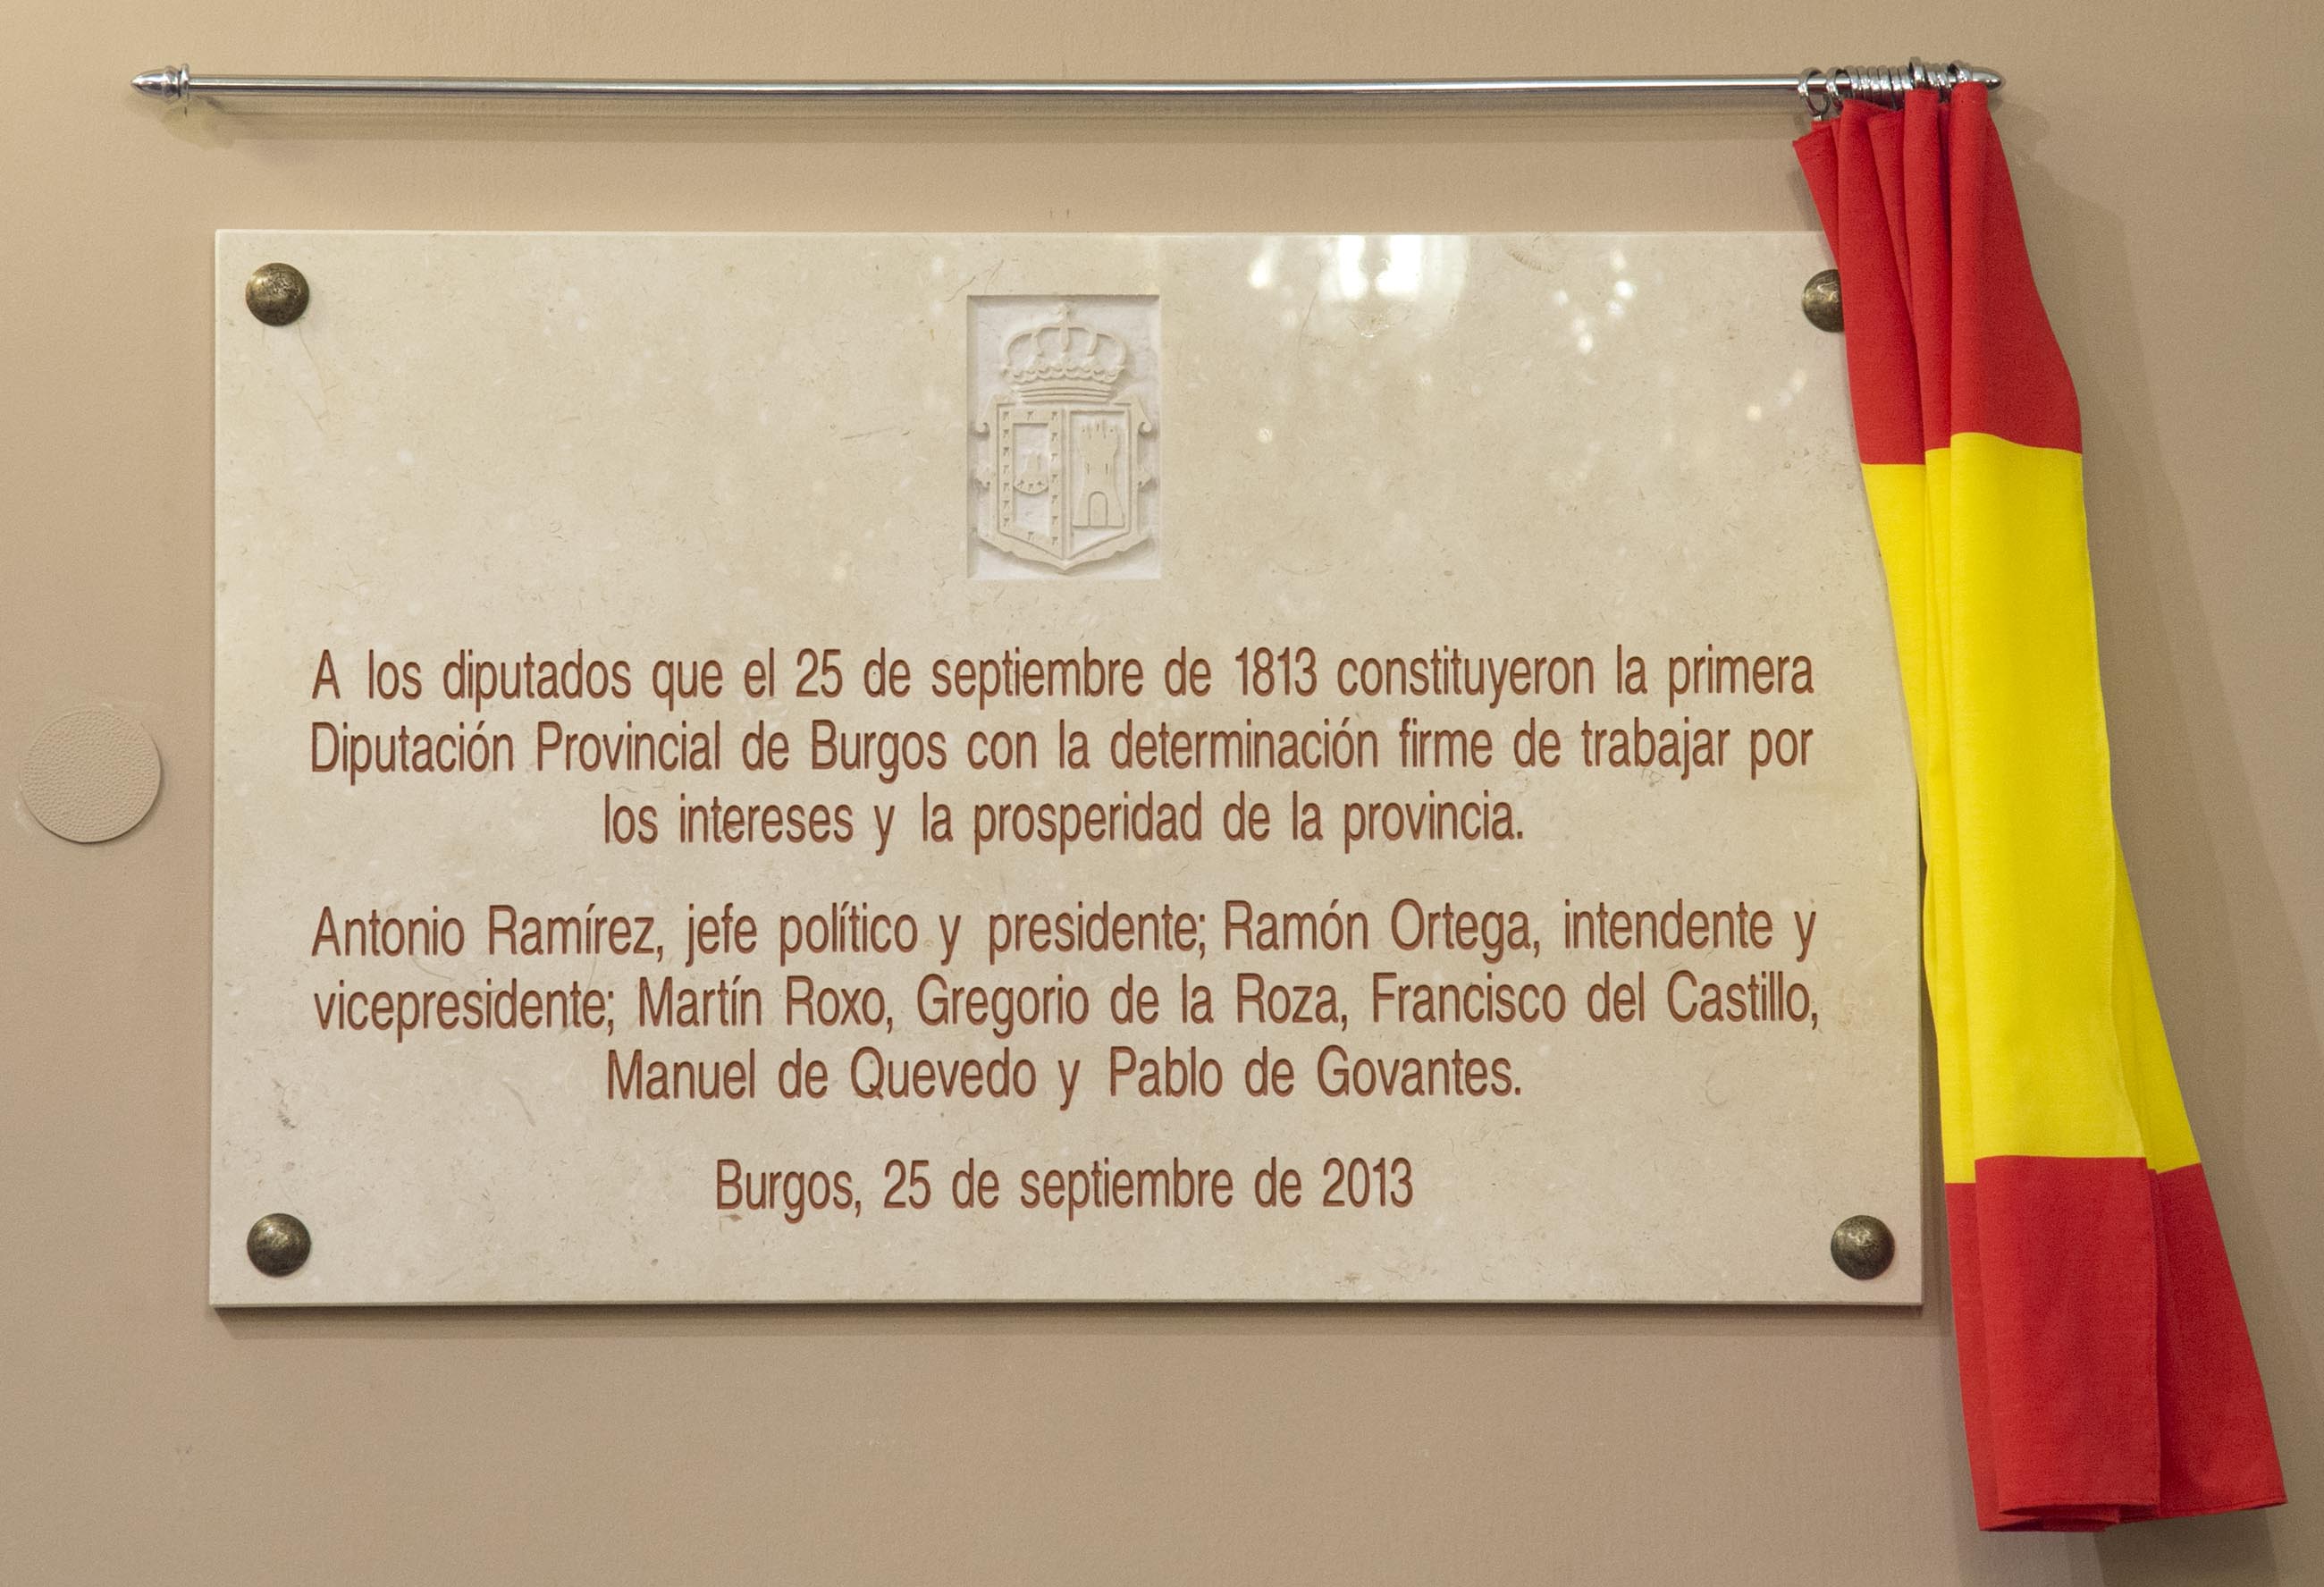 A los diputados que el 25 de septiembre de 1813 constituyeron la primera
Diputación Provincial de Burgos con la determinación firme de trabajar por
los intereses y la prosperidad de la provincia.
Antonio Ramírez, jefe político y presidente; Ramón Ortega, intendente y
vicepresidente; Martín Roxo, Gregorio de la Roza, Francisco del Castillo,
Manuel de Quevedo y Pablo de Govantes.
Burgos, 25 de septiembre de 2013